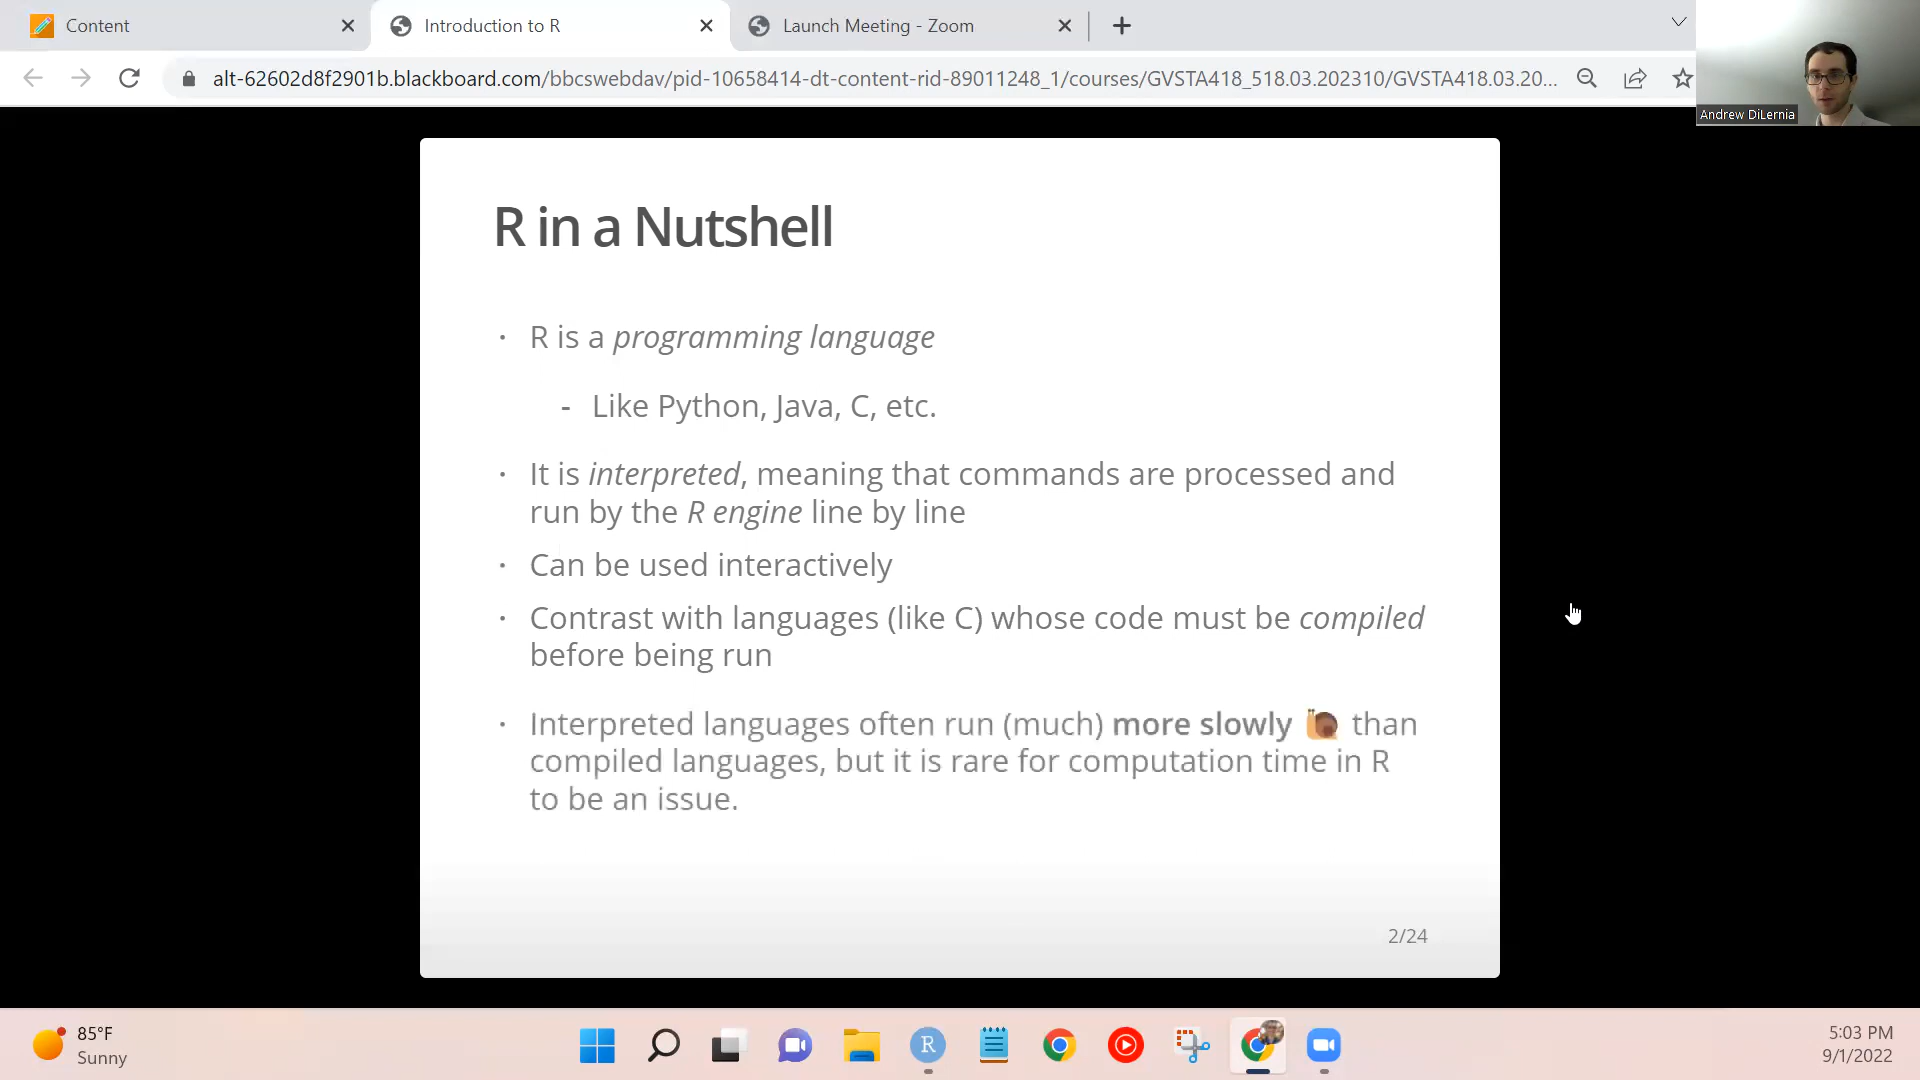 Content
Introduction to R
Launch Meeting - Zoom
alt-62602d8f2901b.blackboard.com/bbcswebdav/pid-10658414-dt-content-rid-89011248_1/courses/GVSTA418_518.03.202310/GVSTA418.03.20...
Andrew DiLernia
R in a Nutshell
· R is a programming language
- Like Python, Java, C, etc.
· It is interpreted, meaning that commands are processed and
run by the R engine line by line
· Can be used interactively
· Contrast with languages (like C) whose code must be compiled
before being run
· Interpreted languages often run (much) more slowly 🐌 than
compiled languages, but it is rare for computation time in R
to be an issue.
2/24
85°F
Sunny
R
5:03 PM
9/1/2022